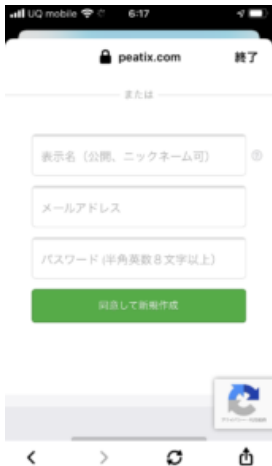 UQ mobile 6:17
peatix.com 終了
または
表示名（公開、ニックネーム可）
メールアドレス
パスワード (半角英数８文字以上)
同意して新規作成